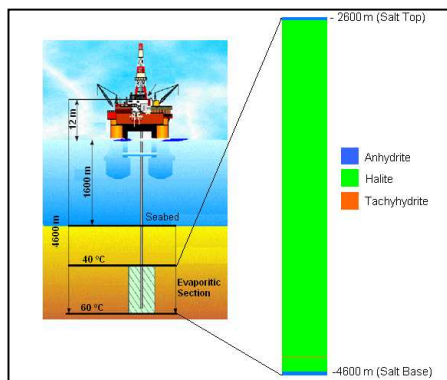 12 m
1600 m
4600 m
Seabed
40 °C
60 °C
Evaporitic
Section
- 2600 m (Salt Top)
Anhydrite
Halite
Tachyhydrite
-4600 m (Salt Base)